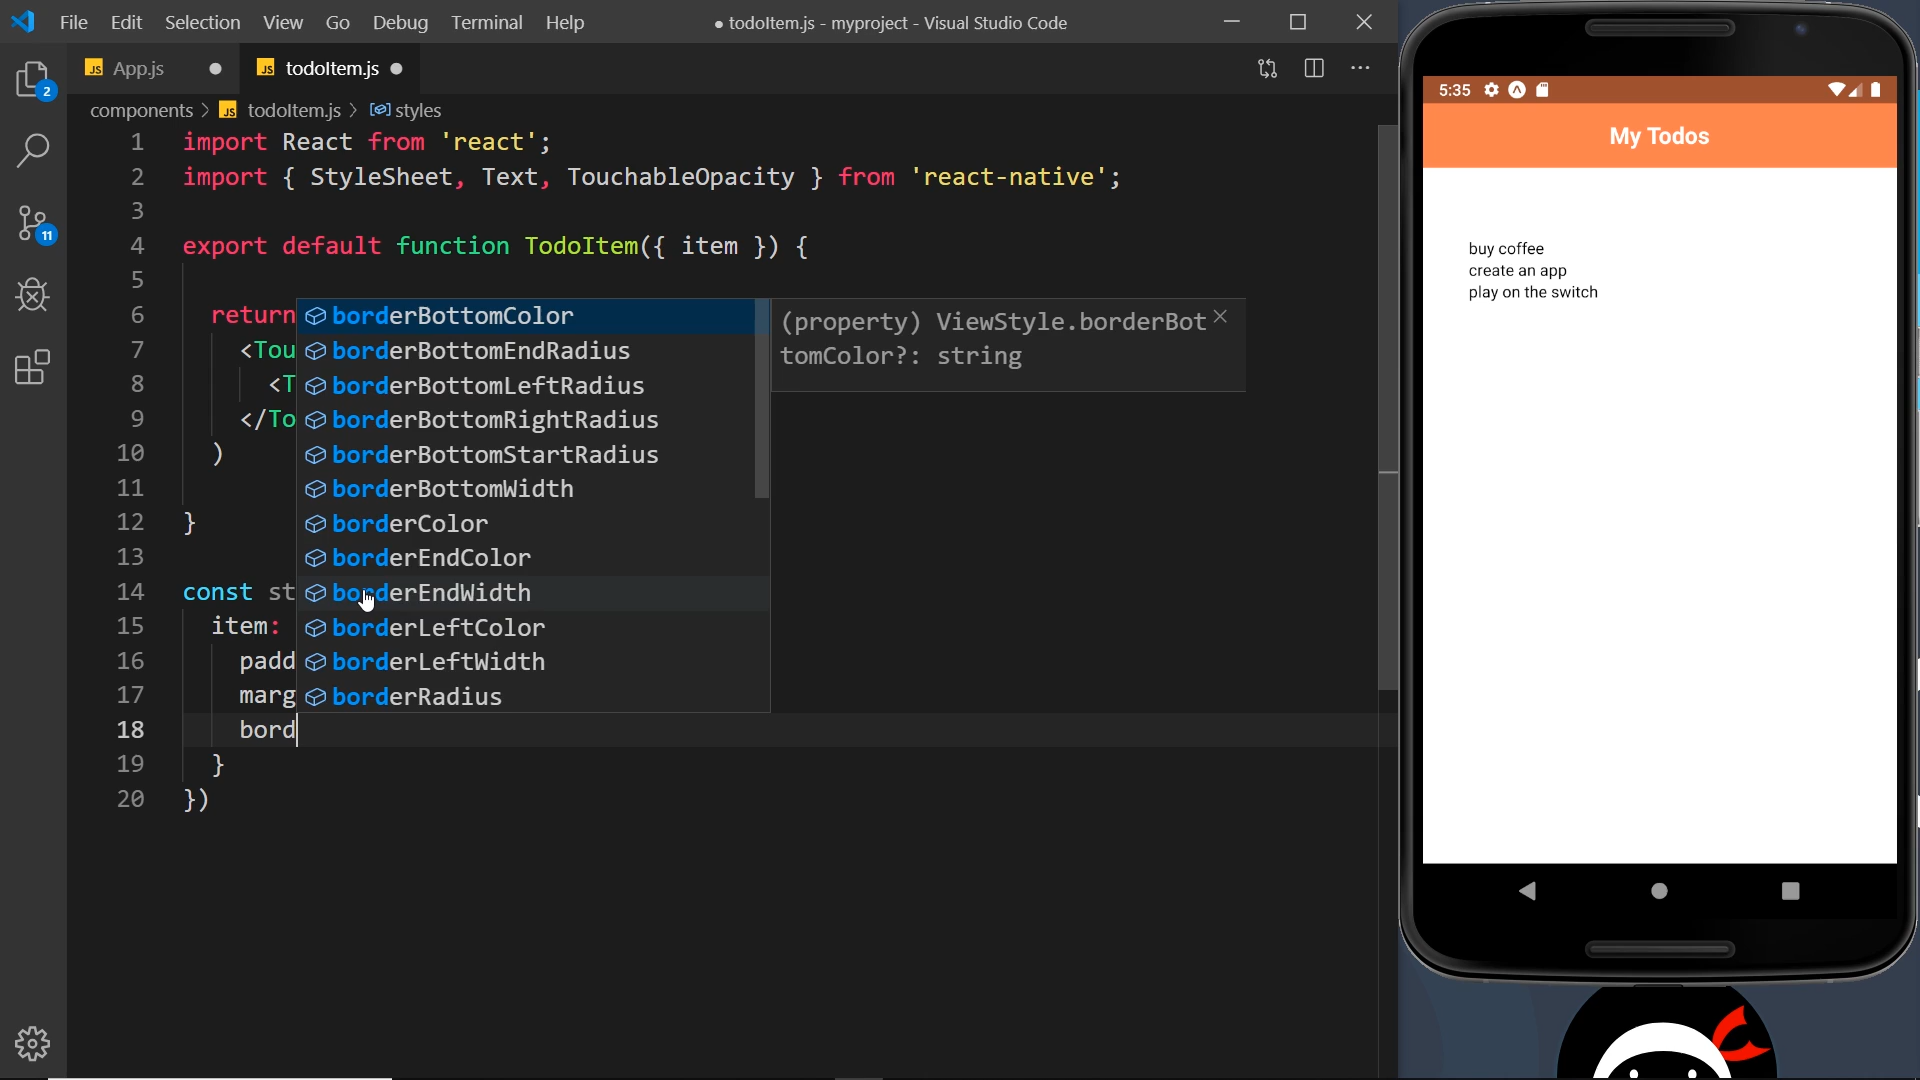 File Edit Selection View Go Debug Terminal Help
● todoItem.js - myproject - Visual Studio Code
JS App.js ●
JS todoItem.js ●
components > JS todoItem.js > styles
2
11
1 import React from 'react';
2 import { StyleSheet, Text, TouchableOpacity } from 'react-native';
3
4 export default function TodoItem({ item }) {
5
6 return
7 <Tou
8 <T
9 </To
10 )
11
12 }
13
14 const st
15 item:
16 padd
17 marg
18 bord
19 }
20 })
borderBottomColor
borderBottomEndRadius
borderBottomLeftRadius
borderBottomRightRadius
borderBottomStartRadius
borderBottomWidth
borderColor
borderEndColor
borderEndWidth
borderLeftColor
borderLeftWidth
borderRadius
(property) ViewStyle.borderBot
tomColor?: string
5:35
My Todos
buy coffee
create an app
play on the switch